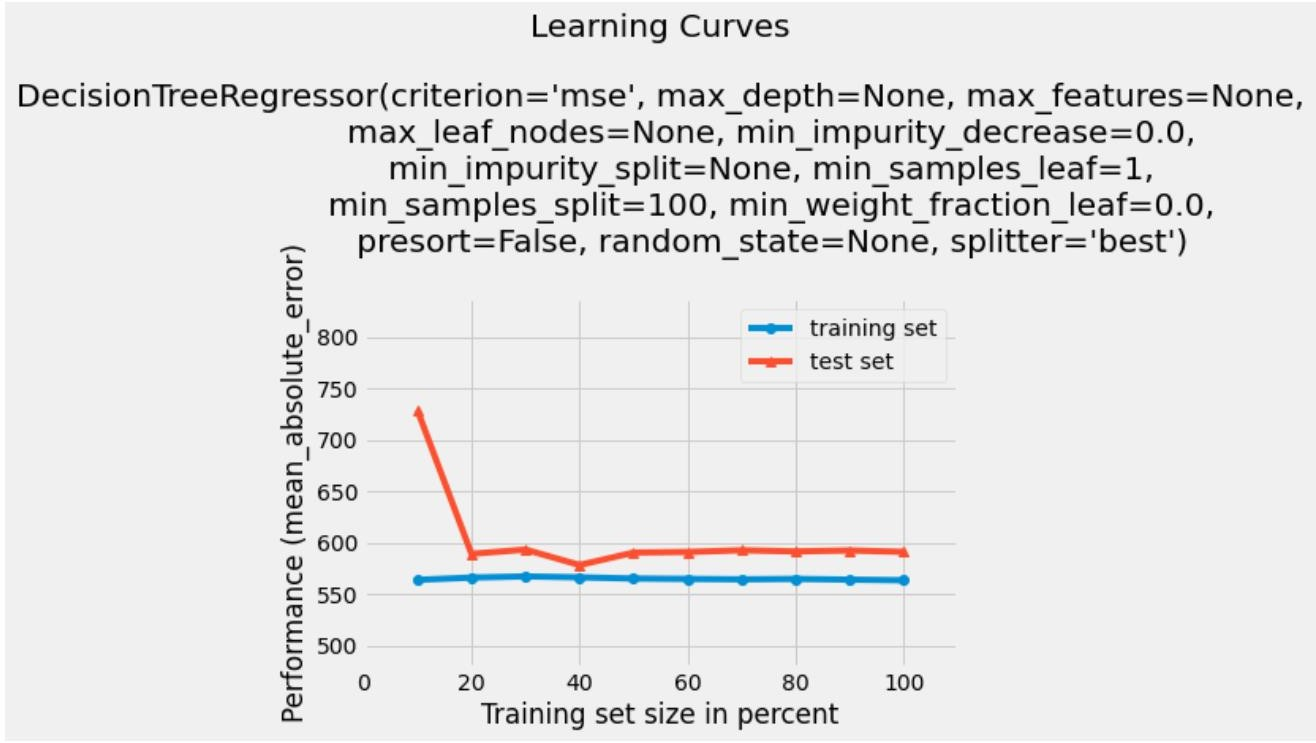 Learning Curves
DecisionTreeRegressor(criterion='mse', max_depth=None, max_features=None,
max_leaf_nodes=None, min_impurity_decrease=0.0,
min_impurity_split=None, min_samples_leaf=1,
min_samples_split=100, min_weight_fraction_leaf=0.0,
presort=False, random_state=None, splitter='best')
Performance (mean_absolute_error)
800
750
700
650
600
550
500
training set
test set
0 20 40 60 80 100
Training set size in percent